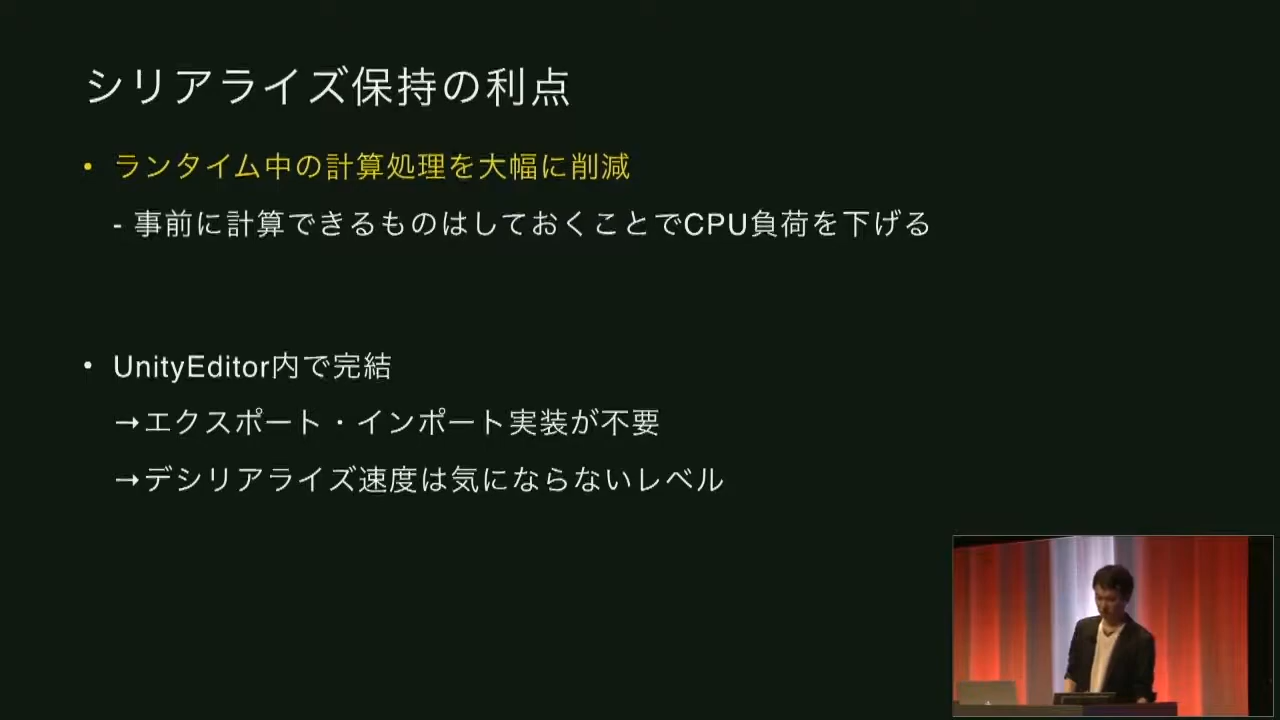 シリアライズ保持の利点
• ランタイム中の計算処理を大幅に削減
- 事前に計算できるものはしておくことでCPU負荷を下げる
• UnityEditor内で完結
→エクスポート・インポート実装が不要
→デシリアライズ速度は気にならないレベル